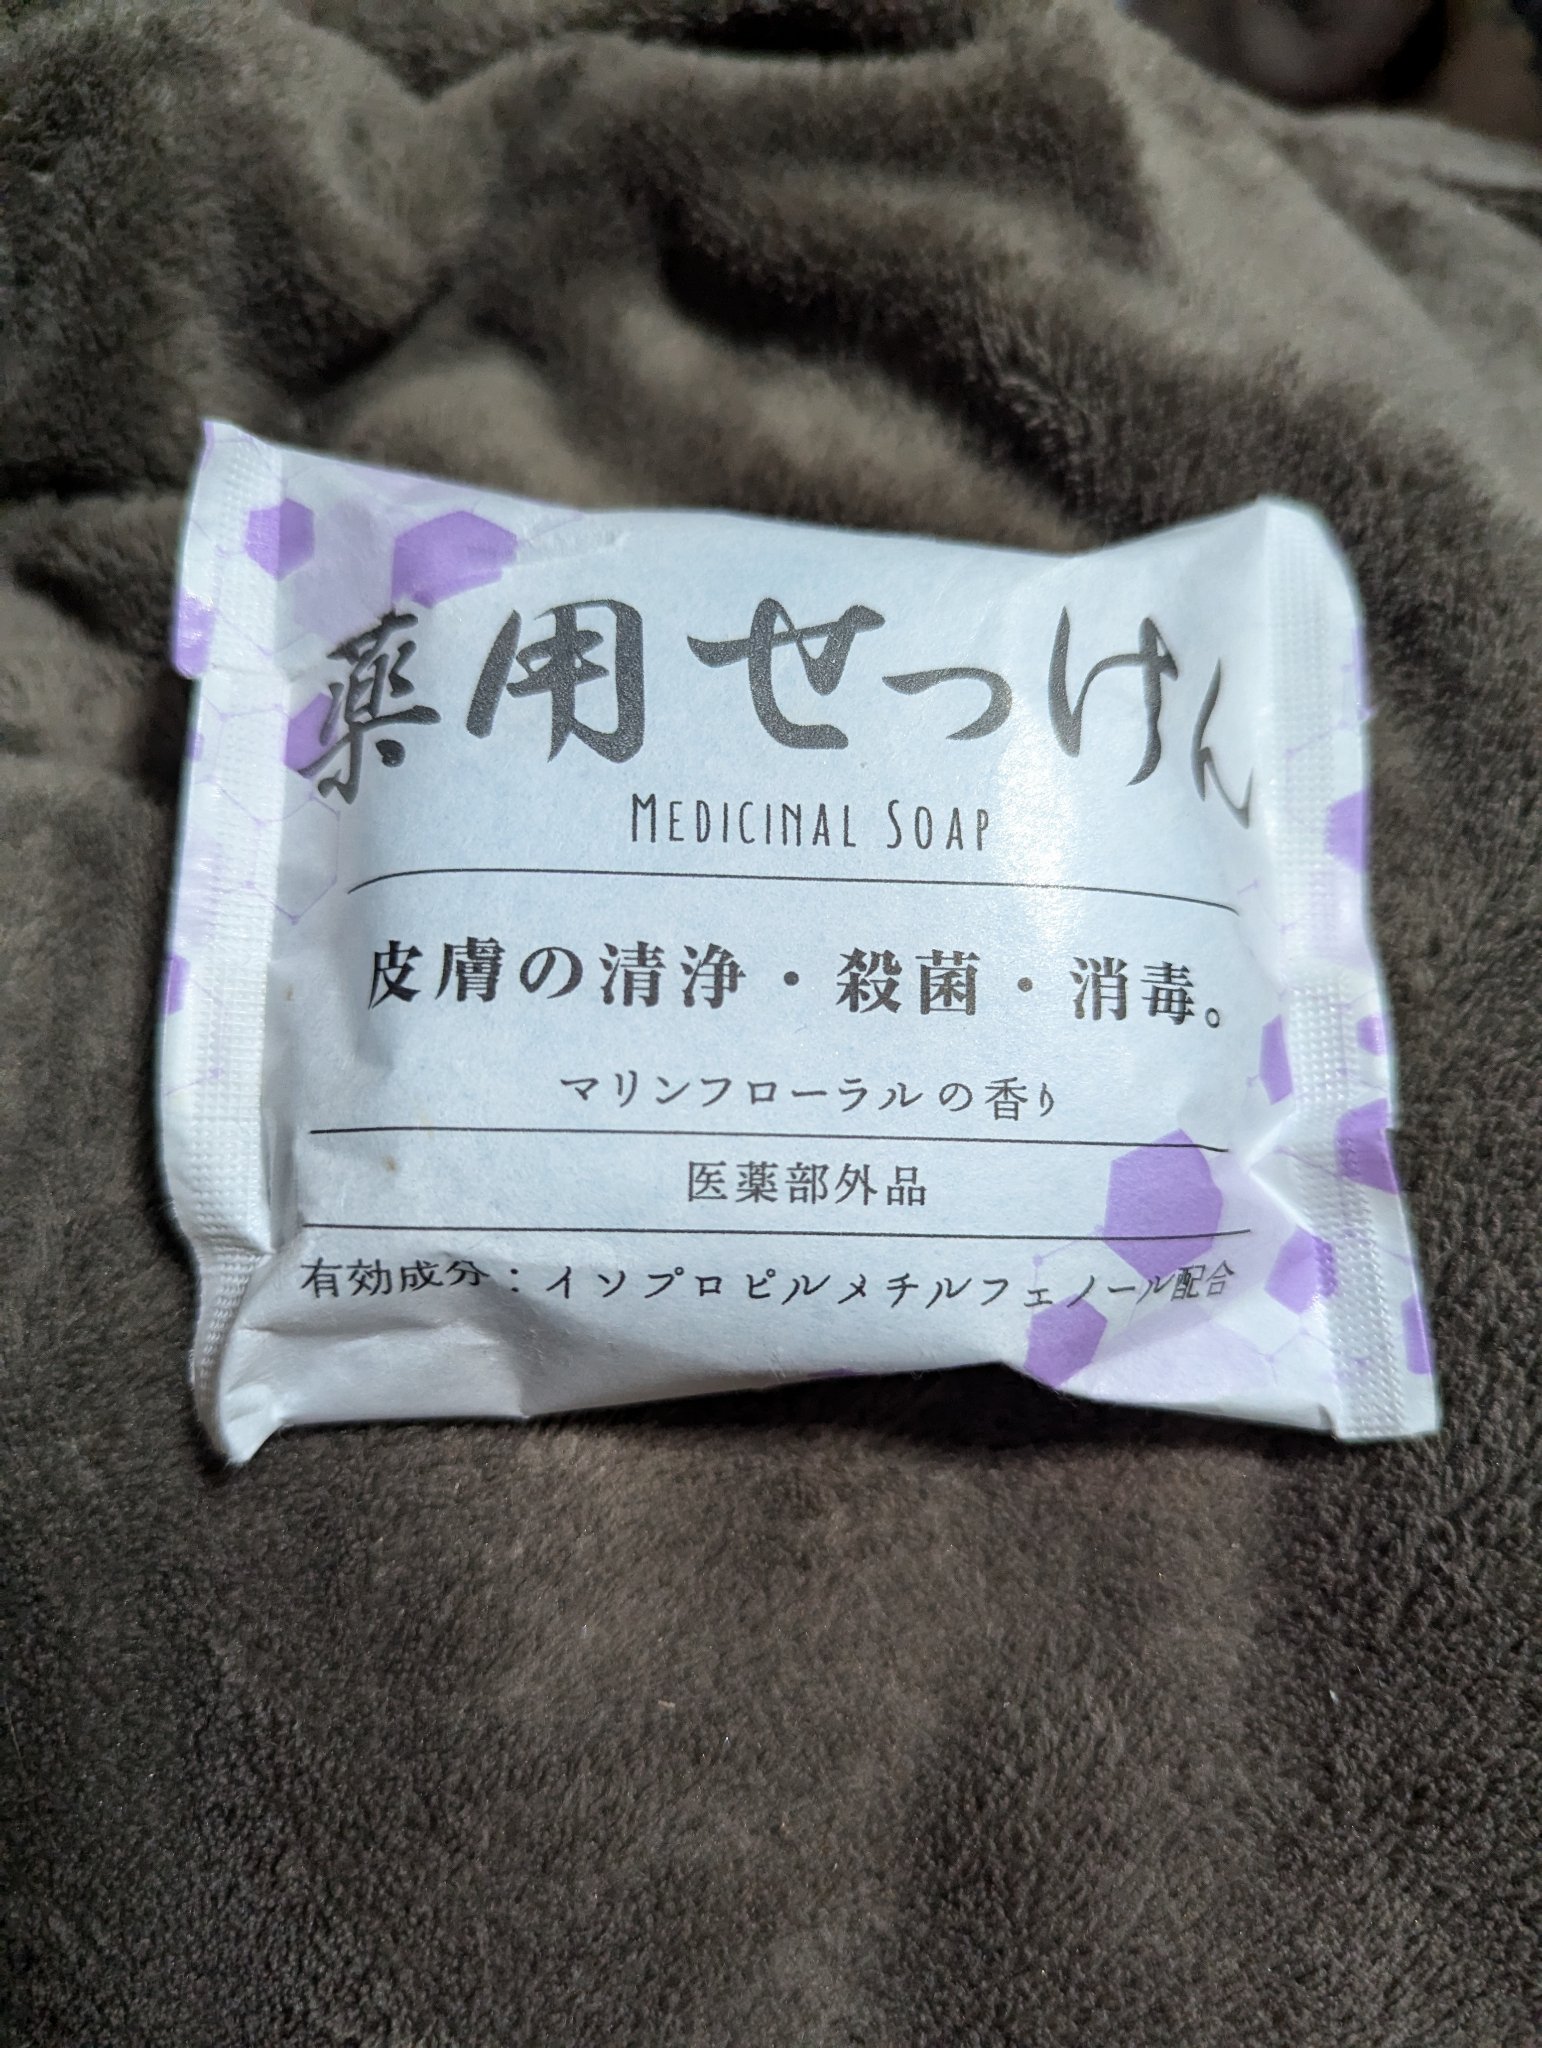 薬用せっけん
MEDICINAL SOAP
皮膚の清浄・殺菌・消毒。
マリンフローラルの香り
医薬部外品
有効成分：イソプロピルメチルフェノール配合